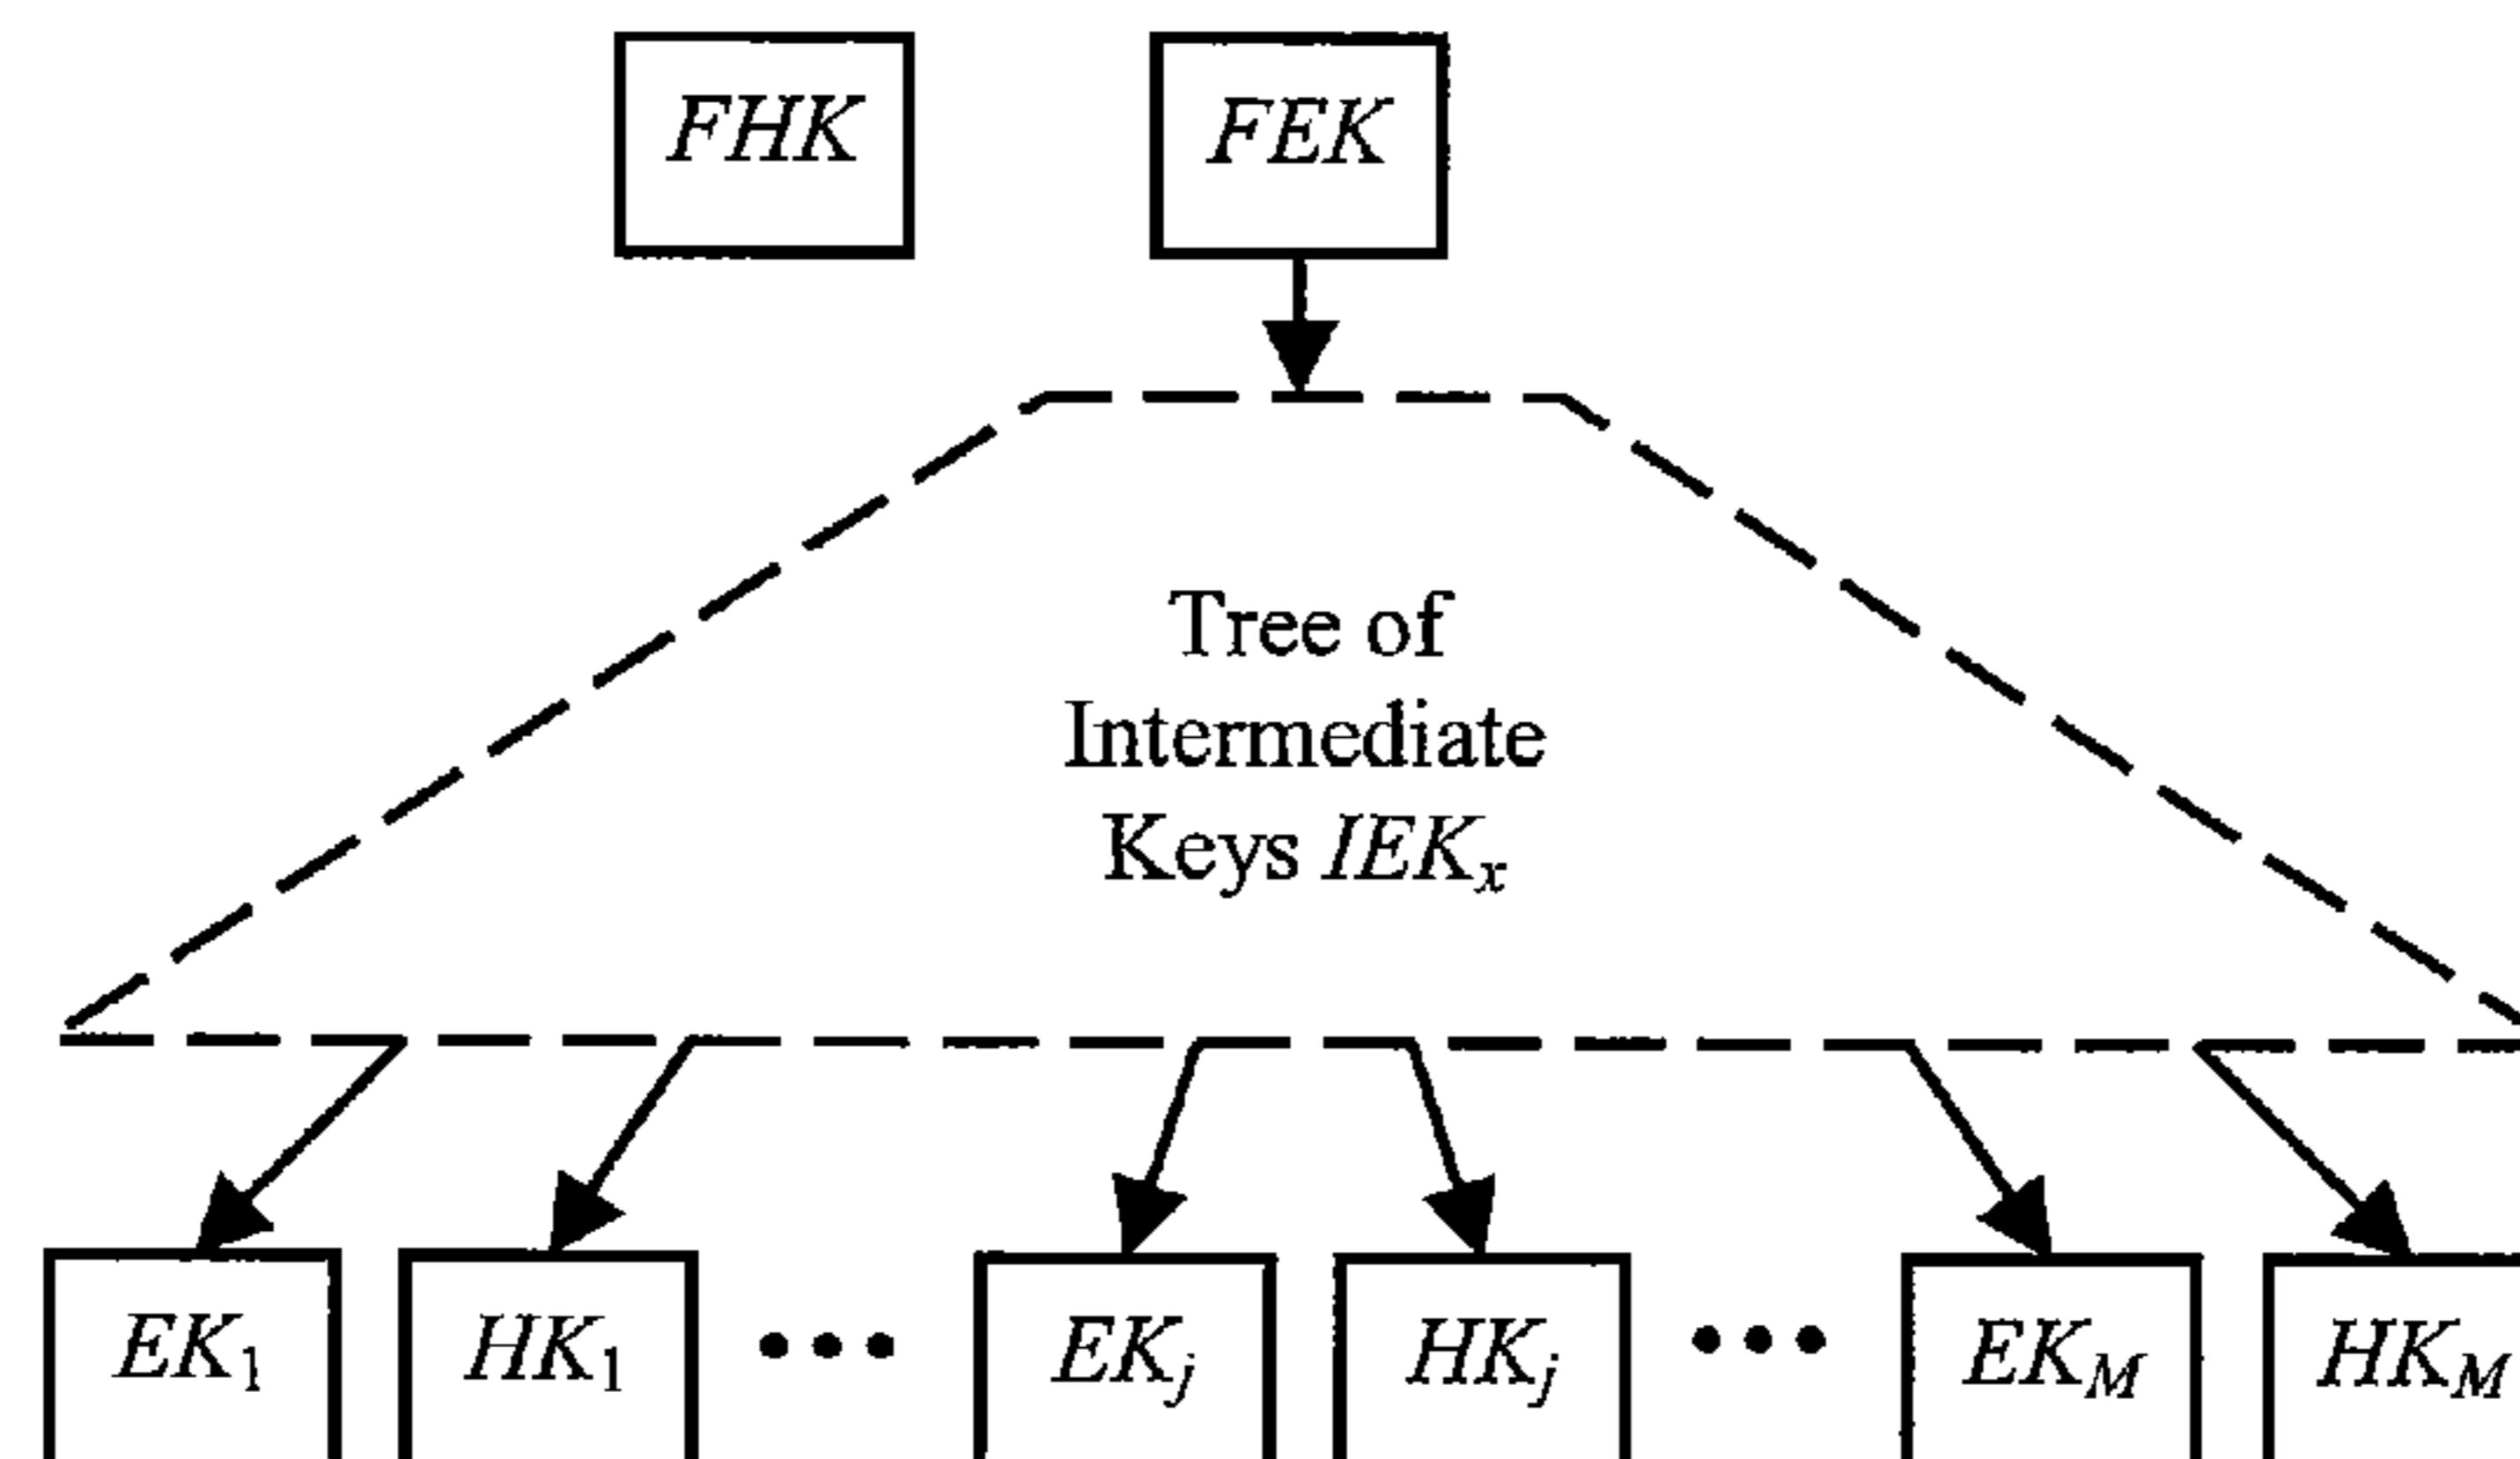 FHK FEK
Tree of
Intermediate
Keys IEKx
EK1 HK1 ••• EKj HKj ••• EKM HKM